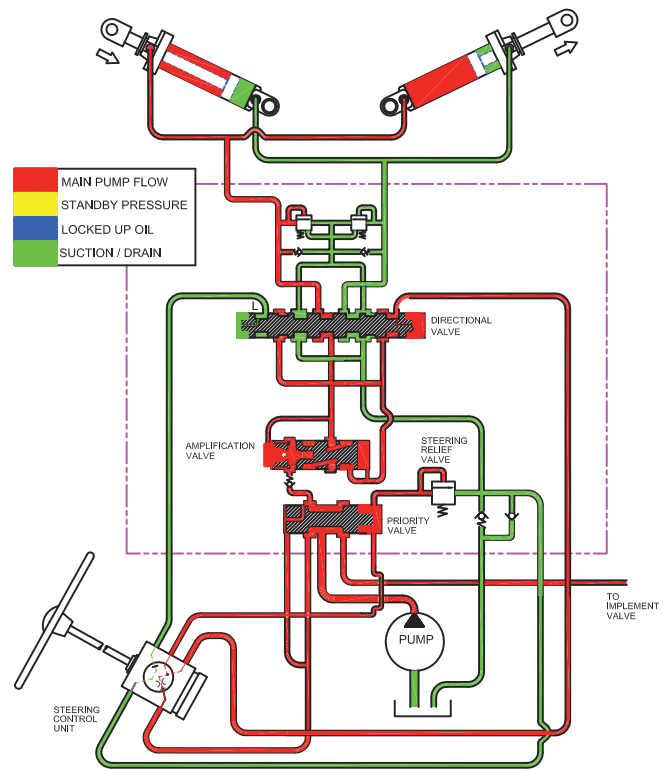 MAIN PUMP FLOW
STANDBY PRESSURE
LOCKED UP OIL
SUCTION / DRAIN
L
DIRECTIONAL
VALVE
AMPLIFICATION
VALVE
STEERING
RELIEF
VALVE
PRIORITY
VALVE
TO
IMPLEMENT
VALVE
PUMP
STEERING
CONTROL
UNIT